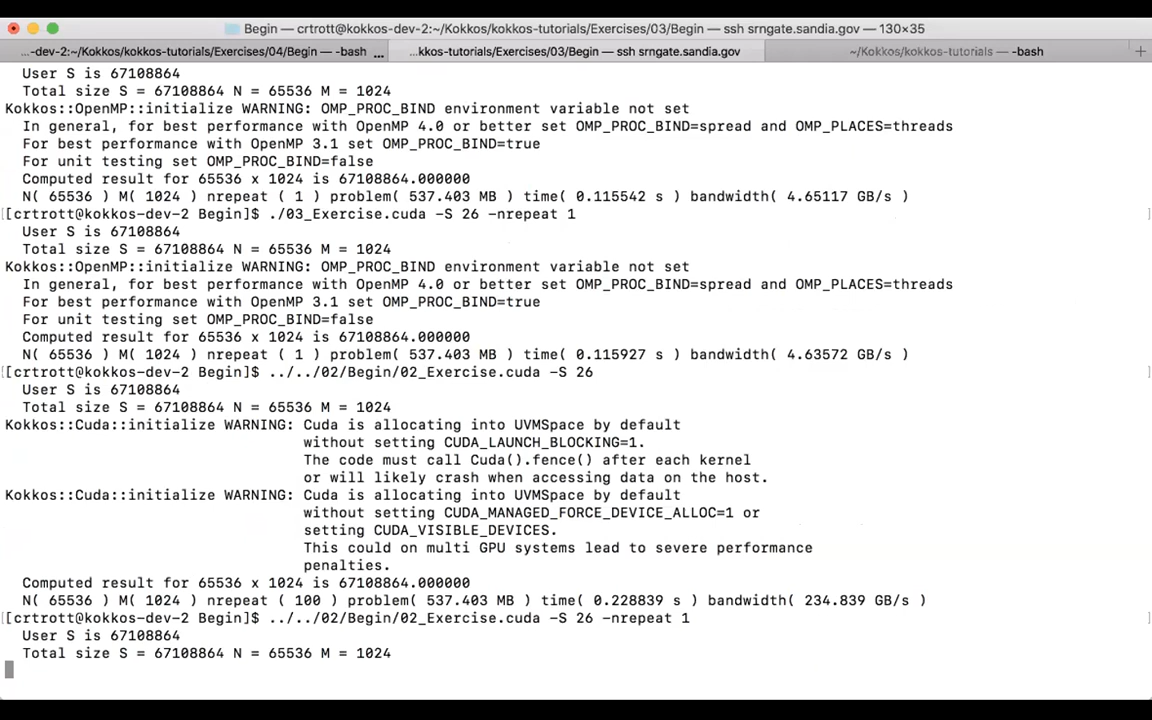 Begin — crtrott@kokkos-dev-2:~/Kokkos/kokkos-tutorials/Exercises/03/Begin — ssh srngate.sandia.gov — 130×35
...-dev-2:~/Kokkos/kokkos-tutorials/Exercises/04/Begin — -bash ... ...kkos-tutorials/Exercises/03/Begin — ssh srngate.sandia.gov ~/Kokkos/kokkos-tutorials — -bash +
User S is 67108864
Total size S = 67108864 N = 65536 M = 1024
Kokkos::OpenMP::initialize WARNING: OMP_PROC_BIND environment variable not set
In general, for best performance with OpenMP 4.0 or better set OMP_PROC_BIND=spread and OMP_PLACES=threads
For best performance with OpenMP 3.1 set OMP_PROC_BIND=true
For unit testing set OMP_PROC_BIND=false
Computed result for 65536 x 1024 is 67108864.000000
N( 65536 ) M( 1024 ) nrepeat ( 1 ) problem( 537.403 MB ) time( 0.115542 s ) bandwidth( 4.65117 GB/s )
[[crtrott@kokkos-dev-2 Begin]$ ./03_Exercise.cuda -S 26 -nrepeat 1 ]
User S is 67108864
Total size S = 67108864 N = 65536 M = 1024
Kokkos::OpenMP::initialize WARNING: OMP_PROC_BIND environment variable not set
In general, for best performance with OpenMP 4.0 or better set OMP_PROC_BIND=spread and OMP_PLACES=threads
For best performance with OpenMP 3.1 set OMP_PROC_BIND=true
For unit testing set OMP_PROC_BIND=false
Computed result for 65536 x 1024 is 67108864.000000
N( 65536 ) M( 1024 ) nrepeat ( 1 ) problem( 537.403 MB ) time( 0.115927 s ) bandwidth( 4.63572 GB/s )
[[crtrott@kokkos-dev-2 Begin]$ ../../02/Begin/02_Exercise.cuda -S 26 ]
User S is 67108864
Total size S = 67108864 N = 65536 M = 1024
Kokkos::Cuda::initialize WARNING: Cuda is allocating into UVMSpace by default
without setting CUDA_LAUNCH_BLOCKING=1.
The code must call Cuda().fence() after each kernel
or will likely crash when accessing data on the host.
Kokkos::Cuda::initialize WARNING: Cuda is allocating into UVMSpace by default
without setting CUDA_MANAGED_FORCE_DEVICE_ALLOC=1 or
setting CUDA_VISIBLE_DEVICES.
This could on multi GPU systems lead to severe performance
penalties.
Computed result for 65536 x 1024 is 67108864.000000
N( 65536 ) M( 1024 ) nrepeat ( 100 ) problem( 537.403 MB ) time( 0.228839 s ) bandwidth( 234.839 GB/s )
[[crtrott@kokkos-dev-2 Begin]$ ../../02/Begin/02_Exercise.cuda -S 26 -nrepeat 1 ]
User S is 67108864
Total size S = 67108864 N = 65536 M = 1024